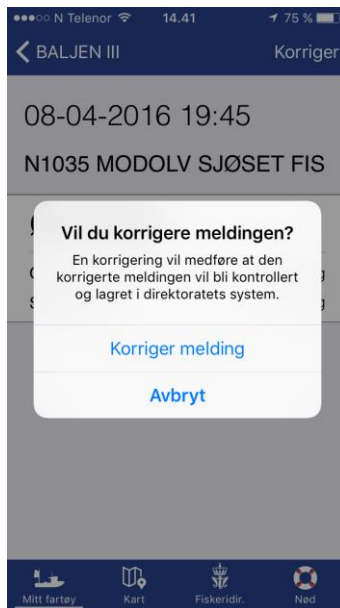 N Telenor 14.41 75 %
BALJEN III Korriger
08-04-2016 19:45
N1035 MODOLV SJØSET FIS
Vil du korrigere meldingen?
En korrigering vil medføre at den
korrigerte meldingen vil bli kontrollert
og lagret i direktoratets system.
Korriger melding
Avbryt
Mitt fartøy Kart Fiskeridir. Nød